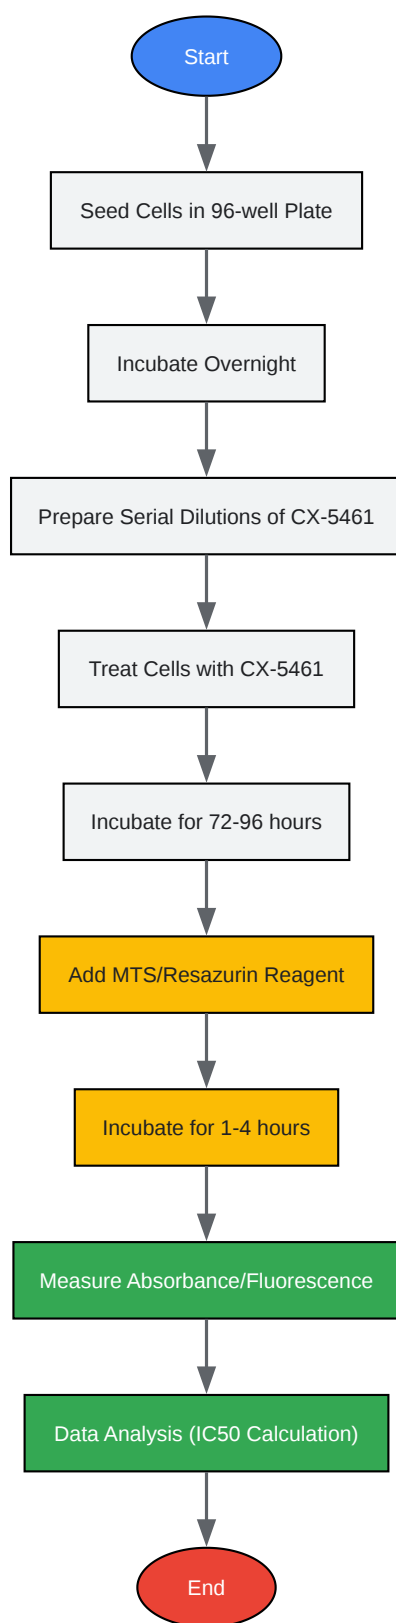 Start
Seed Cells in 96-well Plate
Incubate Overnight
Prepare Serial Dilutions of CX-5461
Treat Cells with CX-5461
Incubate for 72-96 hours
Add MTS/Resazurin Reagent
Incubate for 1-4 hours
Measure Absorbance/Fluorescence
Data Analysis (IC50 Calculation)
End